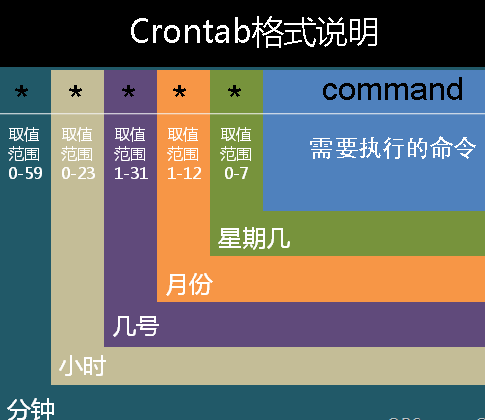 Crontab格式说明
* * * * * command
取值 取值 取值 取值 取值
范围 范围 范围 范围 范围
0-59 0-23 1-31 1-12 0-7
需要执行的命令
星期几
月份
几号
小时
分钟